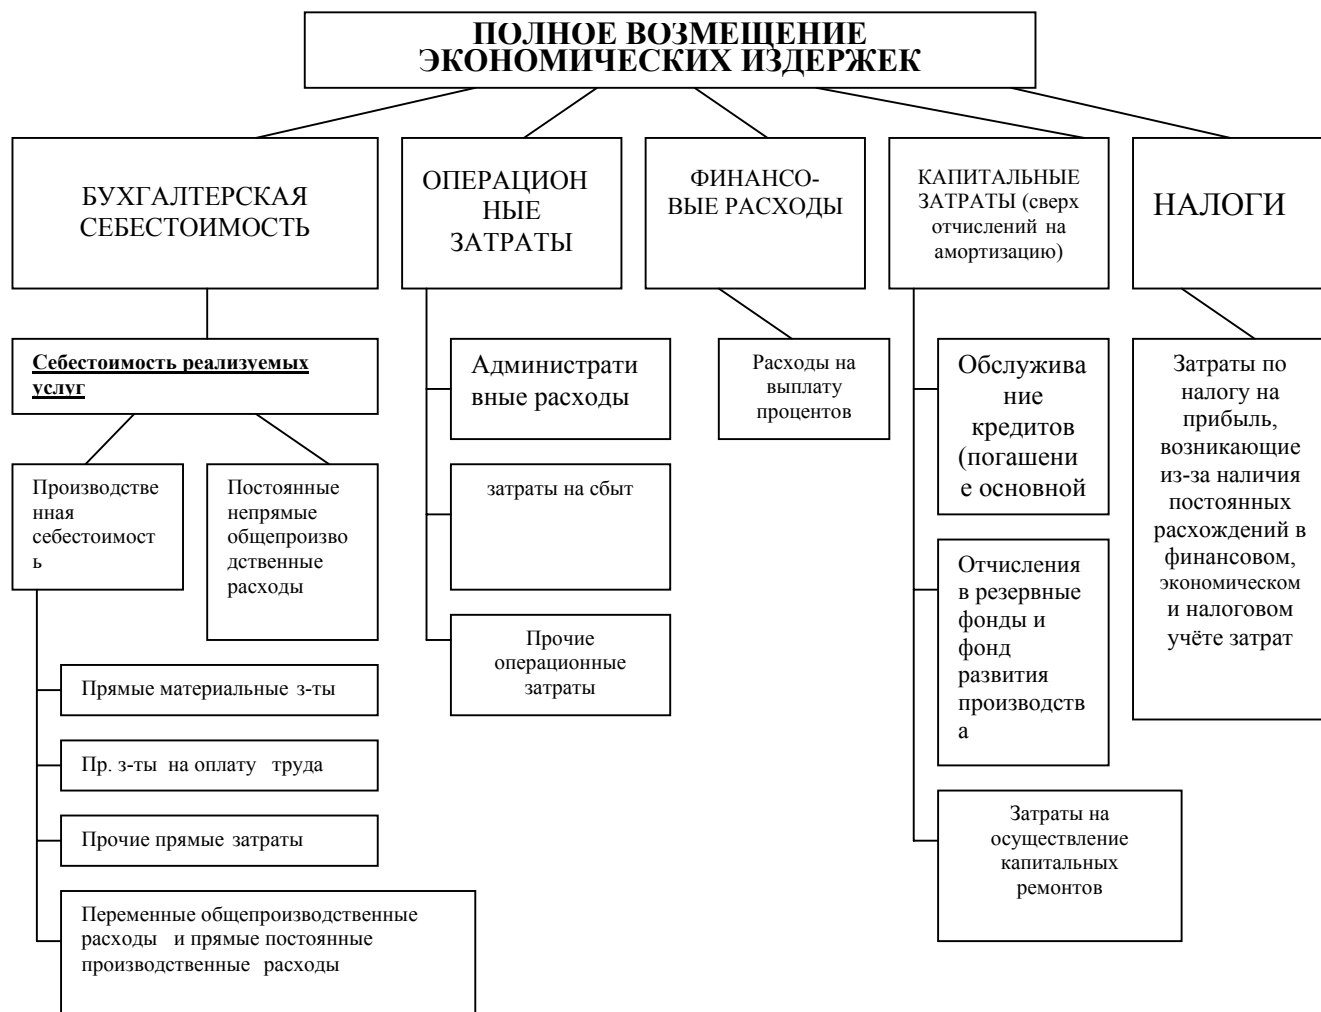 ПОЛНОЕ ВОЗМЕЩЕНИЕ
ЭКОНОМИЧЕСКИХ ИЗДЕРЖЕК
БУХГАЛТЕРСКАЯ
СЕБЕСТОИМОСТЬ
ОПЕРАЦИОН
НЫЕ
ЗАТРАТЫ
ФИНАНСО-
ВЫЕ РАСХОДЫ
КАПИТАЛЬНЫЕ
ЗАТРАТЫ (сверх
отчислений на
амортизацию)
НАЛОГИ
Себестоимость реализуемых
услуг
Производстве
нная
себестоимост
ь
Постоянные
непрямые
общепроизво
дственные
расходы
Прямые материальные з-ты
Пр. з-ты на оплату труда
Прочие прямые затраты
Переменные общепроизводственные
расходы и прямые постоянные
производственные расходы
Администрати
вные расходы
затраты на сбыт
Прочие
операционные
затраты
Расходы на
выплату
процентов
Обслужива
ние
кредитов
(погашени
е основной
Отчисления
в резервные
фонды и
фонд
развития
производств
а
Затраты на
осуществление
капитальных
ремонтов
Затраты по
налогу на
прибыль,
возникающие
из-за наличия
постоянных
расхождений в
финансовом,
экономическом
и налоговом
учёте затрат